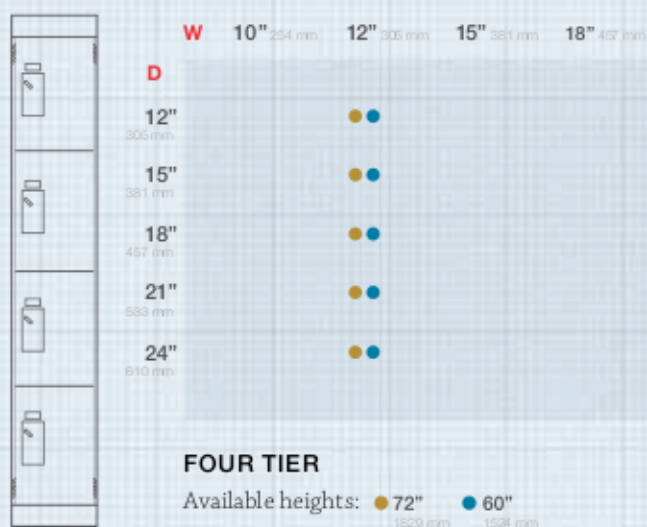 W 10" 254 mm 12" 305 mm 15" 381 mm 18" 457 mm
D
12"
305 mm
15"
381 mm
18"
457 mm
21"
533 mm
24"
610 mm
FOUR TIER
Available heights: 72" 60"
1829 mm 1524 mm